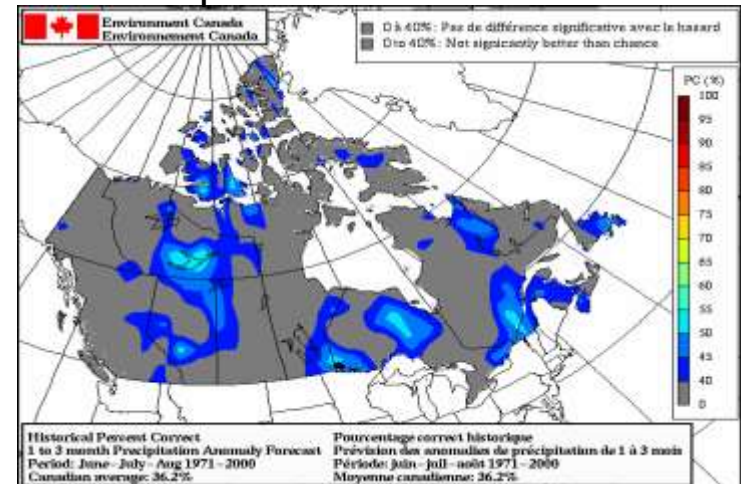 Environment Canada
Environnement Canada
0 à 40%: Pas de différence significative avec le hasard
0 to 40%: Not signicantly better than chance
PC (%)
100
95
90
85
80
75
70
65
60
55
50
45
40
0
Historical Percent Correct
1 to 3 month Precipitation Anomaly Forecast
Period: June - July - Aug 1971 - 2000
Canadian average: 36.2%
Pourcentage correct historique
Prévision des anomalies de précipitation de 1 à 3 mois
Période: juin - juil - août 1971 - 2000
Moyenne canadienne: 36.2%